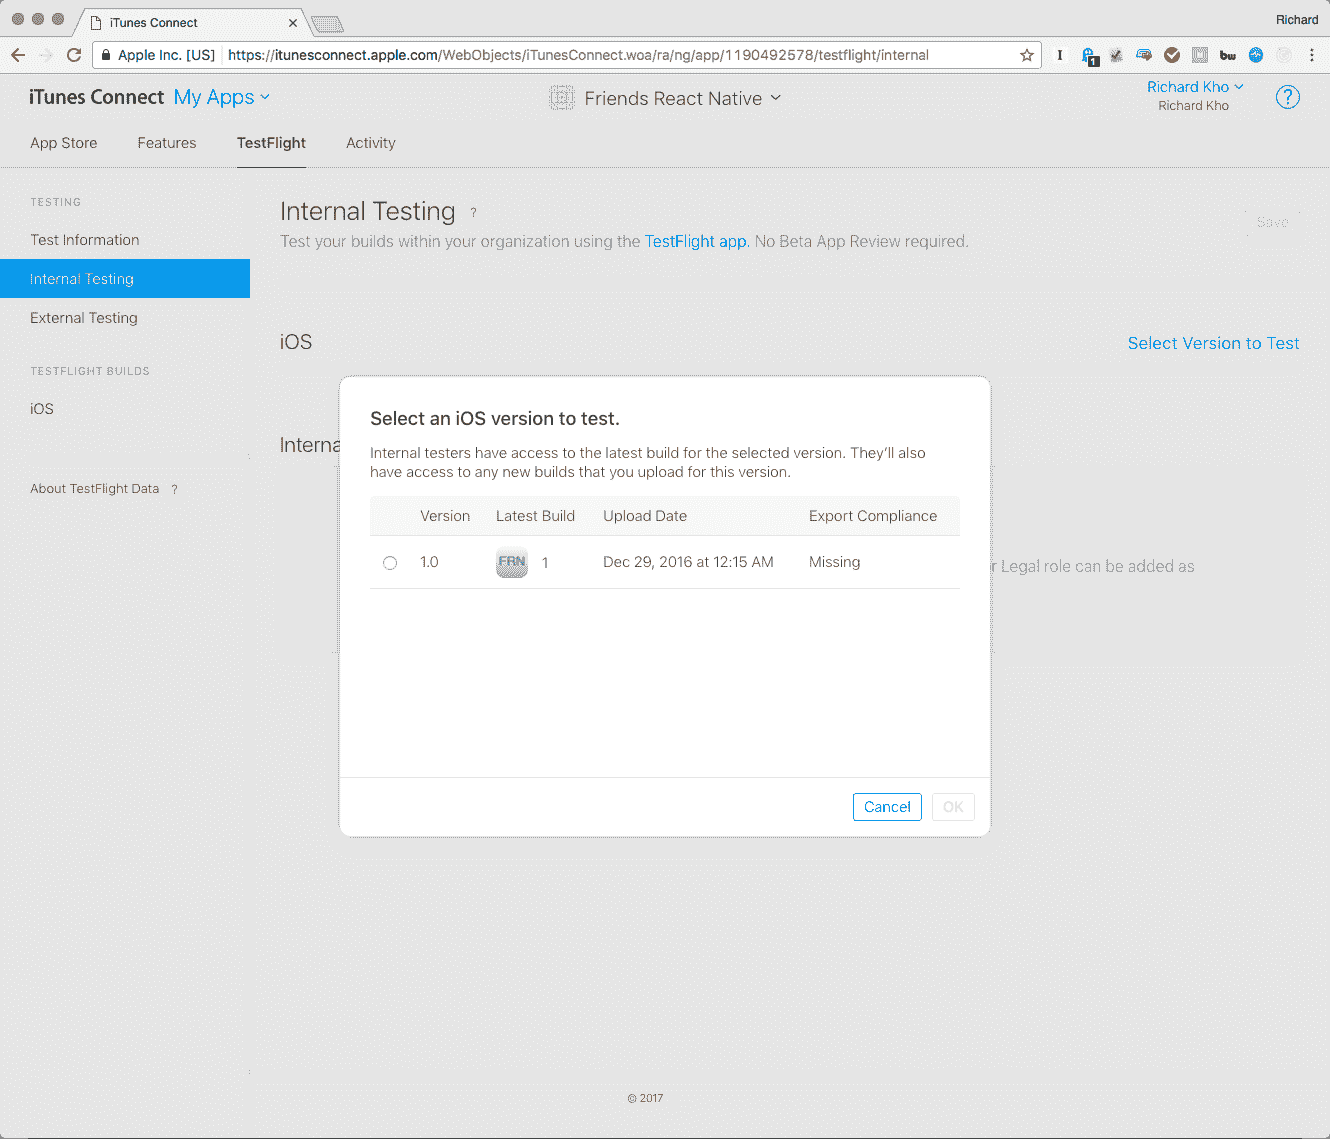 iTunes Connect
Richard
Apple Inc. [US] https://itunesconnect.apple.com/WebObjects/iTunesConnect.woa/ra/ng/app/1190492578/testflight/internal
I 1 bw
iTunes Connect My Apps
Friends React Native
Richard Kho
Richard Kho
?
App Store Features TestFlight Activity
TESTING
Test Information
Internal Testing
External Testing
TESTFLIGHT BUILDS
iOS
About TestFlight Data ?
Internal Testing ?
Save
Test your builds within your organization using the TestFlight app. No Beta App Review required.
iOS
Select Version to Test
Interna
r Legal role can be added as
Select an iOS version to test.
Internal testers have access to the latest build for the selected version. They'll also
have access to any new builds that you upload for this version.
Version Latest Build Upload Date Export Compliance
1.0 FRN 1 Dec 29, 2016 at 12:15 AM Missing
Cancel OK
© 2017